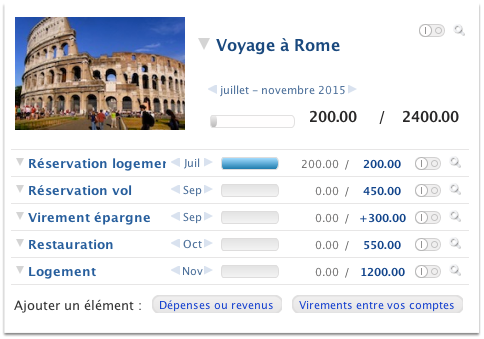 Voyage à Rome
juillet – novembre 2015
200.00 / 2400.00
Réservation logemen Juil 200.00 / 200.00
Réservation vol Sep 0.00 / 450.00
Virement épargne Sep 0.00 / +300.00
Restauration Oct 0.00 / 550.00
Logement Nov 0.00 / 1200.00
Ajouter un élément : Dépenses ou revenus Virements entre vos comptes